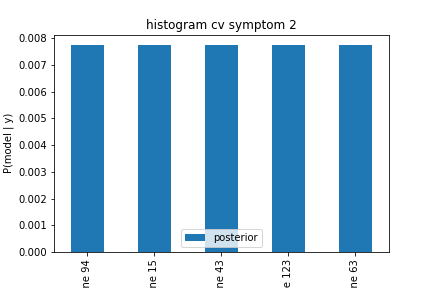 histogram cv symptom 2
0.008
0.007
0.006
0.005
0.004
0.003
0.002
0.001
0.000
P(model | y)
posterior
ne 94
ne 15
ne 43
e 123
ne 63